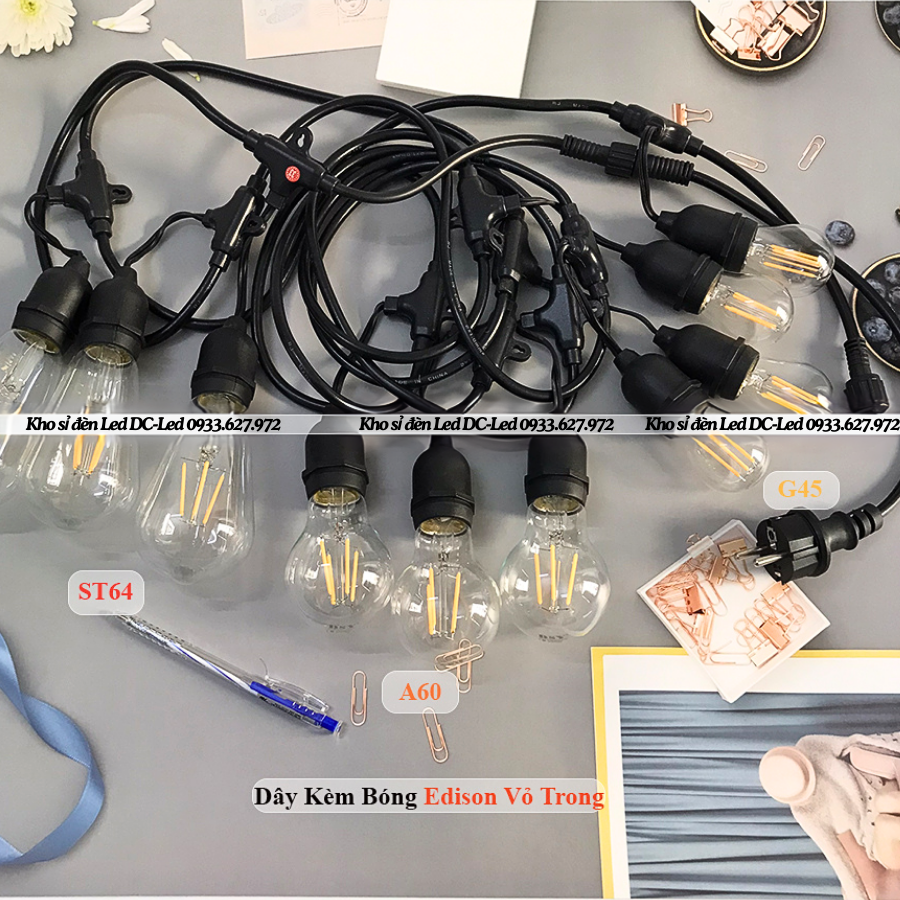 Kho sỉ đèn Led DC-Led 0933.627.972 Kho sỉ đèn Led DC-Led 0933.627.972 Kho sỉ đèn Led DC-Led 0933.627.972
G45
ST64
A60
Dây Kèm Bóng Edison Vỏ Trong